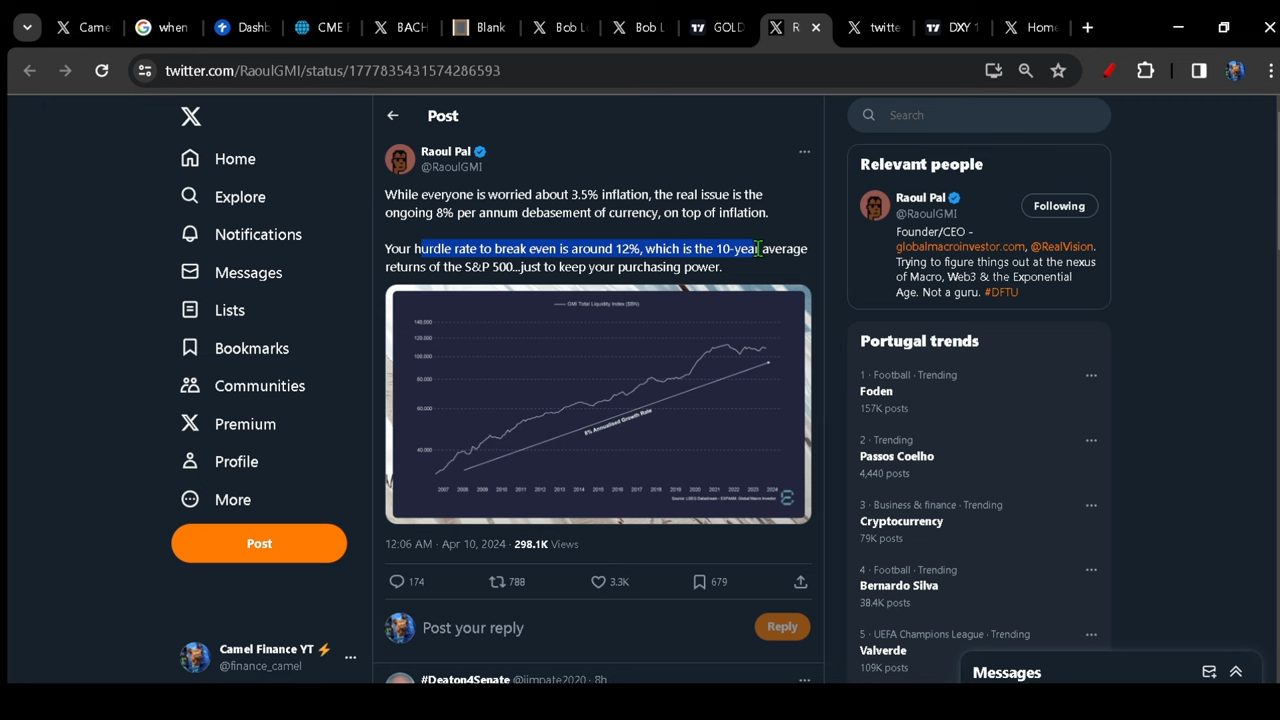 Came
when
Dashb
CME F
BACH
Blank
Bob L
Bob L
GOLD
R
twitte
DXY 1
Home
twitter.com/RaoulGMI/status/1777835431574286593
Home
Explore
Notifications
Messages
Lists
Bookmarks
Communities
Premium
Profile
More
Post
Camel Finance YT
@finance_camel
Post
Raoul Pal
@RaoulGMI
While everyone is worried about 3.5% inflation, the real issue is the
ongoing 8% per annum debasement of currency, on top of inflation.
Your hurdle rate to break even is around 12%, which is the 10-year average
returns of the S&P 500...just to keep your purchasing power.
GMI Total Liquidity Index ($BN)
140,000
120,000
100,000
80,000
60,000
40,000
8% Annualised Growth Rate
2007 2008 2009 2010 2011 2012 2013 2014 2015 2016 2017 2018 2019 2020 2021 2022 2023 2024
12:06 AM · Apr 10, 2024 · 298.1K Views
174
788
3.3K
679
Post your reply
Reply
#Deaton4Senate @jimpate2020 · 8h
Search
Relevant people
Raoul Pal
@RaoulGMI
Following
Founder/CEO -
globalmacroinvestor.com, @RealVision.
Trying to figure things out at the nexus
of Macro, Web3 & the Exponential
Age. Not a guru. #DFTU
Portugal trends
1 · Football · Trending
Foden
157K posts
2 · Trending
Passos Coelho
4,440 posts
3 · Business & finance · Trending
Cryptocurrency
79K posts
4 · Football · Trending
Bernardo Silva
38.4K posts
5 · UEFA Champions League · Trending
Valverde
109K posts
Messages